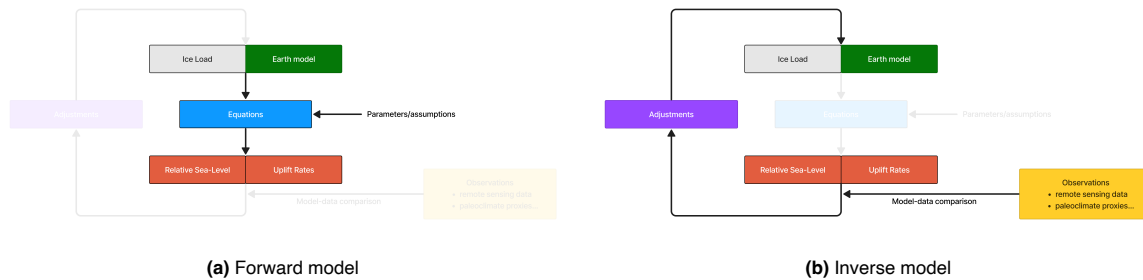 Ice Load
Earth model
Adjustments
Equations
Parameters/assumptions
Relative Sea-Level
Uplift Rates
Observations
• remote sensing data
• paleoclimate proxies...
Model-data comparison
(a) Forward model
Ice Load
Earth model
Adjustments
Equations
Parameters/assumptions
Relative Sea-Level
Uplift Rates
Observations
• remote sensing data
• paleoclimate proxies...
Model-data comparison
(b) Inverse model